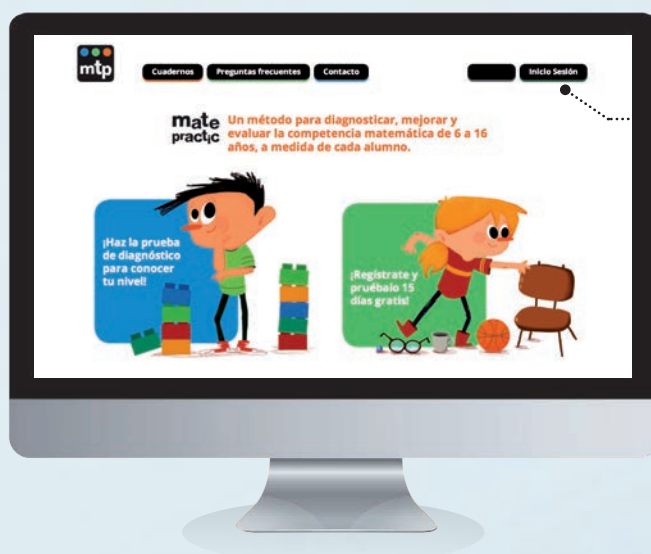 mtp
Cuadernos
Preguntas frecuentes
Contacto
Inicio Sesión
mate
practic
Un método para diagnosticar, mejorar y
evaluar la competencia matemática de 6 a 16
años, a medida de cada alumno.
¡Haz la prueba
de diagnóstico
para conocer
tu nivel!
¡Regístrate y
pruébalo 15
días gratis!